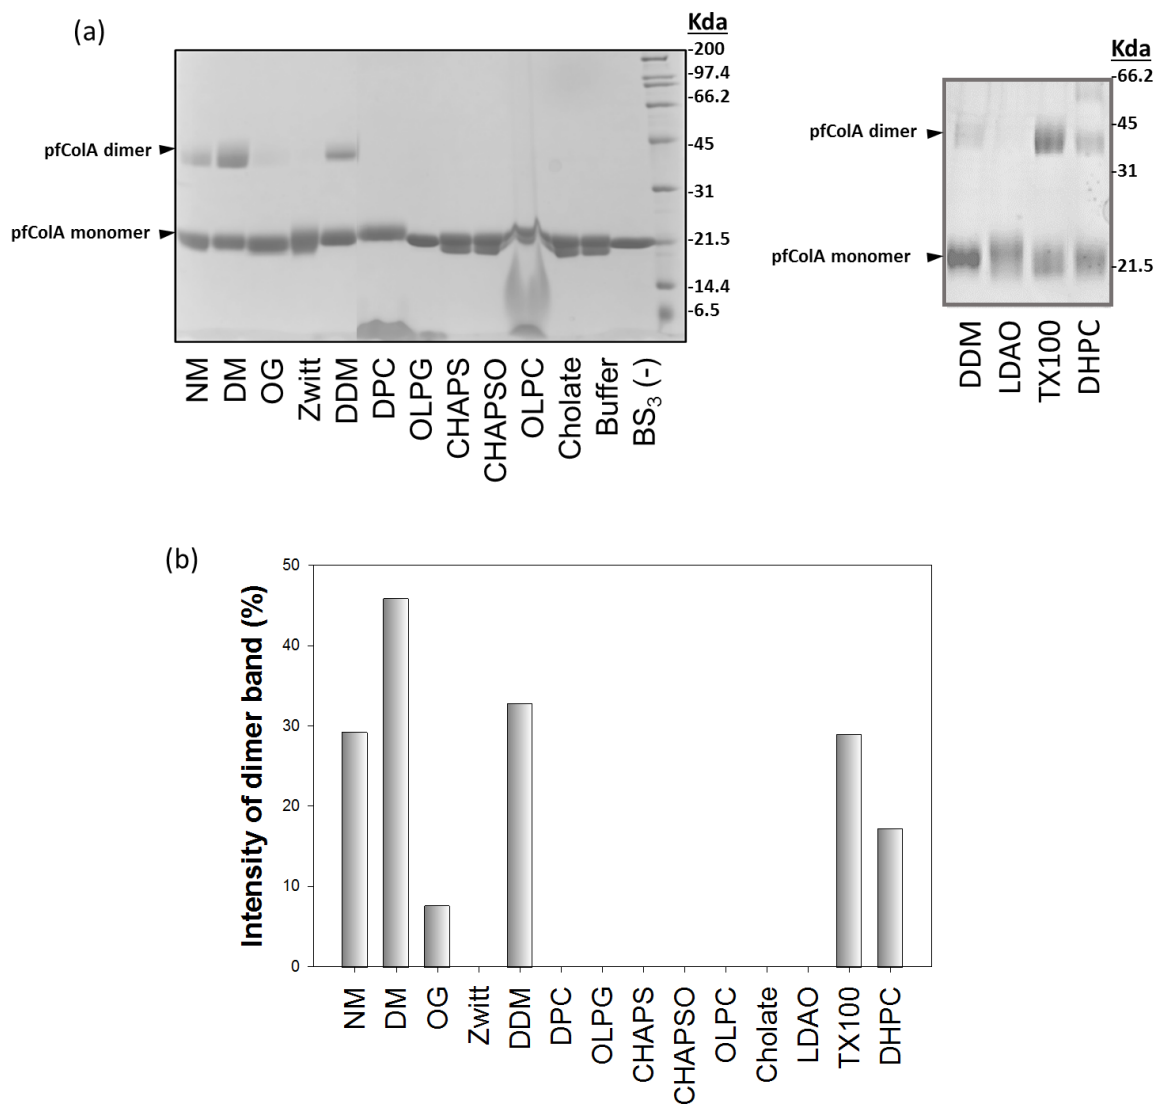 (a)
Kda
-200
-97.4
-66.2
-45
-31
-21.5
-14.4
-6.5
pfColA dimer
pfColA monomer
NM
DM
OG
Zwitt
DDM
DPC
OLPG
CHAPS
CHAPSO
OLPC
Cholate
Buffer
BS3 (-)
Kda
-66.2
-45
-31
-21.5
pfColA dimer
pfColA monomer
DDM
LDAO
TX100
DHPC
(b)
Intensity of dimer band (%)
50
40
30
20
10
0
NM
DM
OG
Zwitt
DDM
DPC
OLPG
CHAPS
CHAPSO
OLPC
Cholate
LDAO
TX100
DHPC